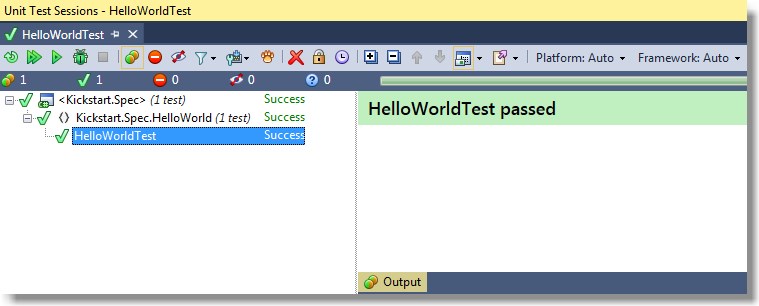 Unit Test Sessions - HelloWorldTest
HelloWorldTest
Platform: Auto Framework: Auto
1 1 0 0 0
<Kickstart.Spec> (1 test) Success
Kickstart.Spec.HelloWorld (1 test) Success
HelloWorldTest Success
HelloWorldTest passed
Output